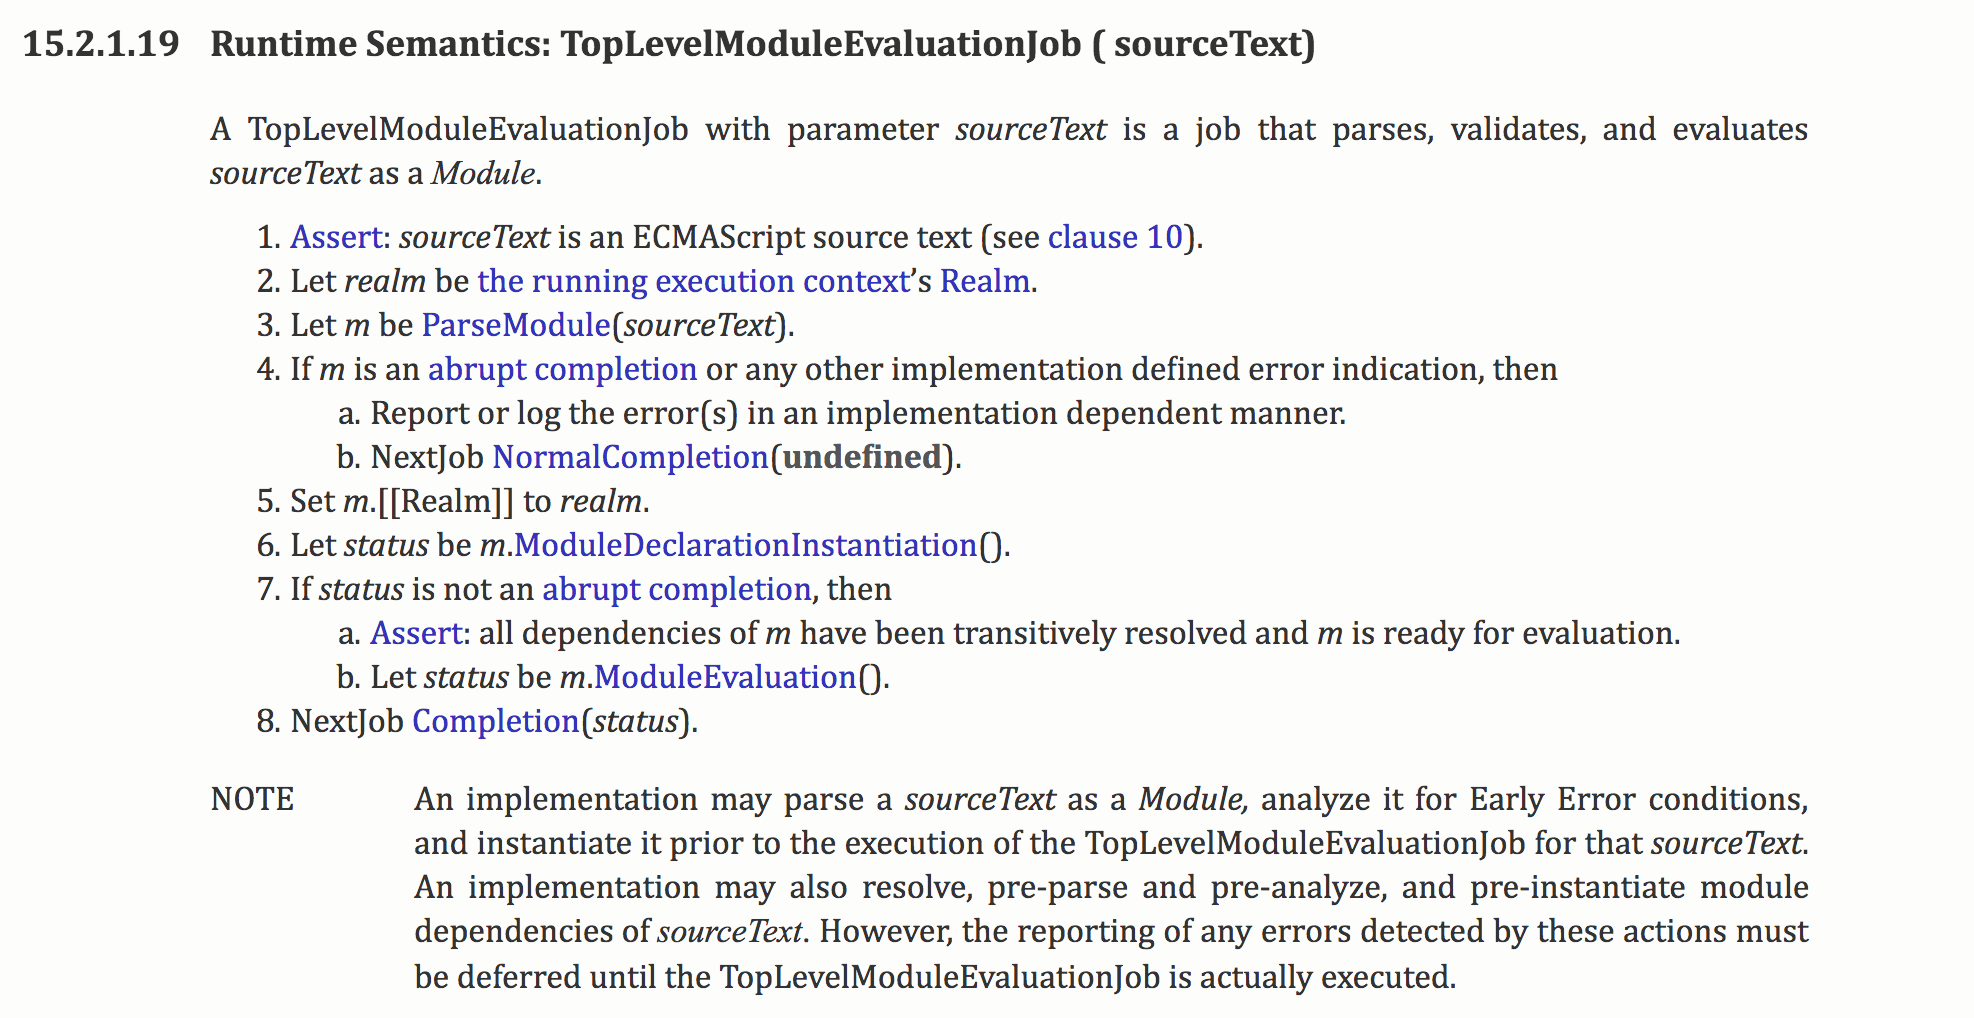 15.2.1.19 Runtime Semantics: TopLevelModuleEvaluationJob ( sourceText)
A TopLevelModuleEvaluationJob with parameter sourceText is a job that parses, validates, and evaluates
sourceText as a Module.
1. Assert: sourceText is an ECMAScript source text (see clause 10).
2. Let realm be the running execution context’s Realm.
3. Let m be ParseModule(sourceText).
4. If m is an abrupt completion or any other implementation defined error indication, then
a. Report or log the error(s) in an implementation dependent manner.
b. NextJob NormalCompletion(undefined).
5. Set m.[[Realm]] to realm.
6. Let status be m.ModuleDeclarationInstantiation().
7. If status is not an abrupt completion, then
a. Assert: all dependencies of m have been transitively resolved and m is ready for evaluation.
b. Let status be m.ModuleEvaluation().
8. NextJob Completion(status).
NOTE An implementation may parse a sourceText as a Module, analyze it for Early Error conditions,
and instantiate it prior to the execution of the TopLevelModuleEvaluationJob for that sourceText.
An implementation may also resolve, pre-parse and pre-analyze, and pre-instantiate module
dependencies of sourceText. However, the reporting of any errors detected by these actions must
be deferred until the TopLevelModuleEvaluationJob is actually executed.